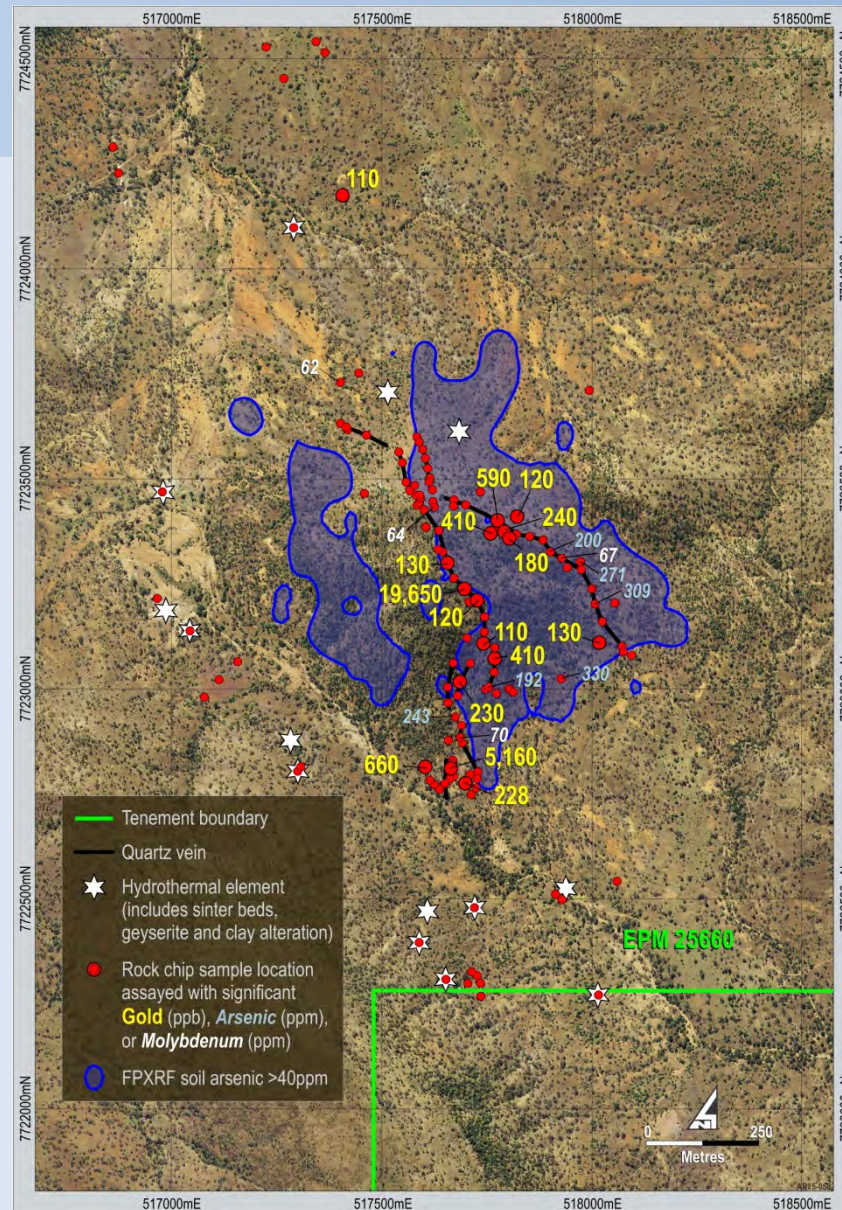 517000mE 517500mE 518000mE 518500mE
7724500mN
7724000mN
7723500mN
7723000mN
7722500mN
7722000mN
110
62
590
120
410
240
64
200
67
180
271
130
19,650
309
120
110
130
410
192
330
243
230
70
660
5,160
228
EPM 25660
Tenement boundary
Quartz vein
Hydrothermal element
(includes sinter beds,
geyserite and clay alteration)
Rock chip sample location
assayed with significant
Gold (ppb), Arsenic (ppm),
or Molybdenum (ppm)
FPXRF soil arsenic >40ppm
N
0 250
Metres
517000mE 517500mE 518000mE 518500mE